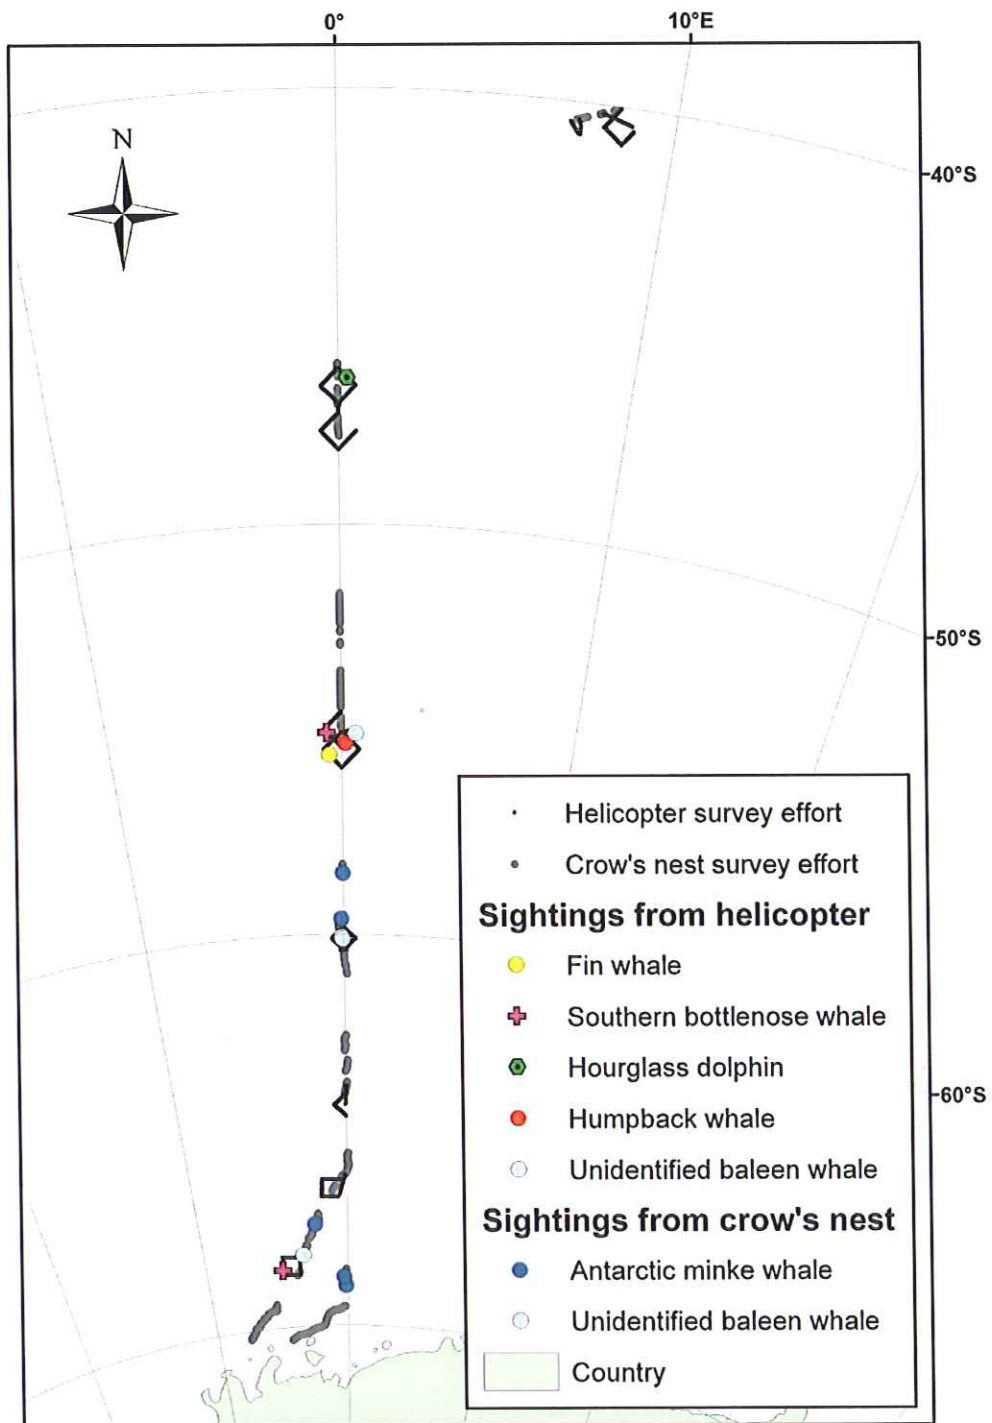 0°
10°E
N
40°S
50°S
Helicopter survey effort
Crow's nest survey effort
Sightings from helicopter
Fin whale
Southern bottlenose whale
Hourglass dolphin
60°S
Humpback whale
Unidentified baleen whale
Sightings from crow's nest
Antarctic minke whale
Unidentified baleen whale
Country